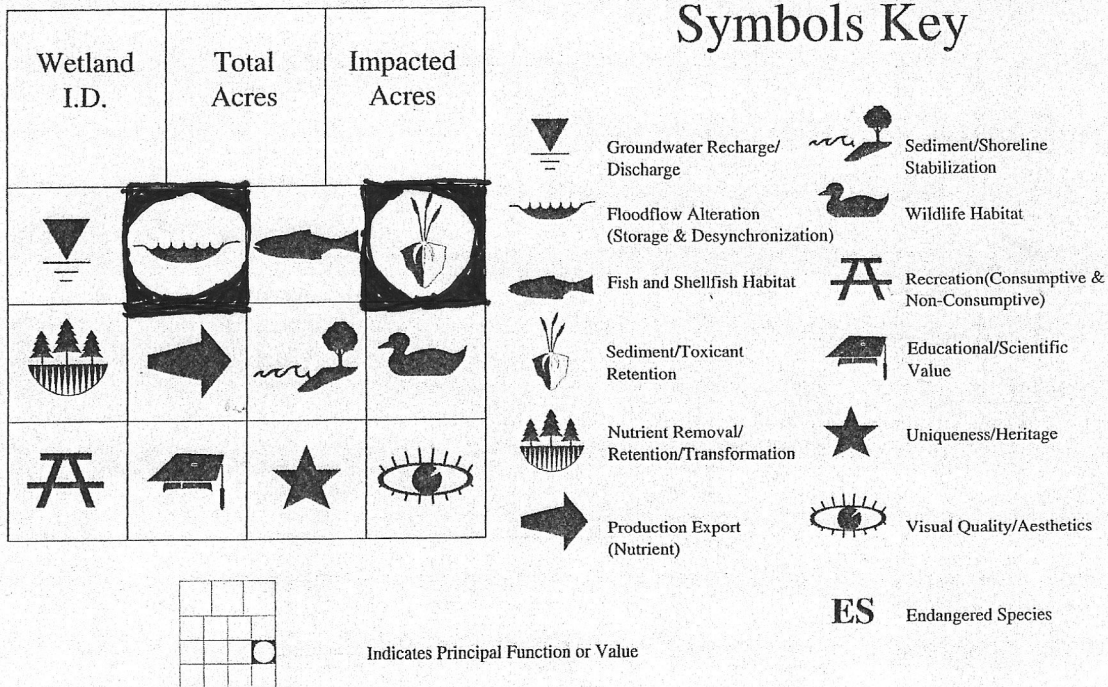 Symbols Key
Wetland
I.D.
Total
Acres
Impacted
Acres
Groundwater Recharge/
Discharge
Floodflow Alteration
(Storage & Desynchronization)
Fish and Shellfish Habitat
Sediment/Toxicant
Retention
Nutrient Removal/
Retention/Transformation
Production Export
(Nutrient)
Sediment/Shoreline
Stabilization
Wildlife Habitat
Recreation(Consumptive &
Non-Consumptive)
Educational/Scientific
Value
Uniqueness/Heritage
Visual Quality/Aesthetics
ES Endangered Species
Indicates Principal Function or Value